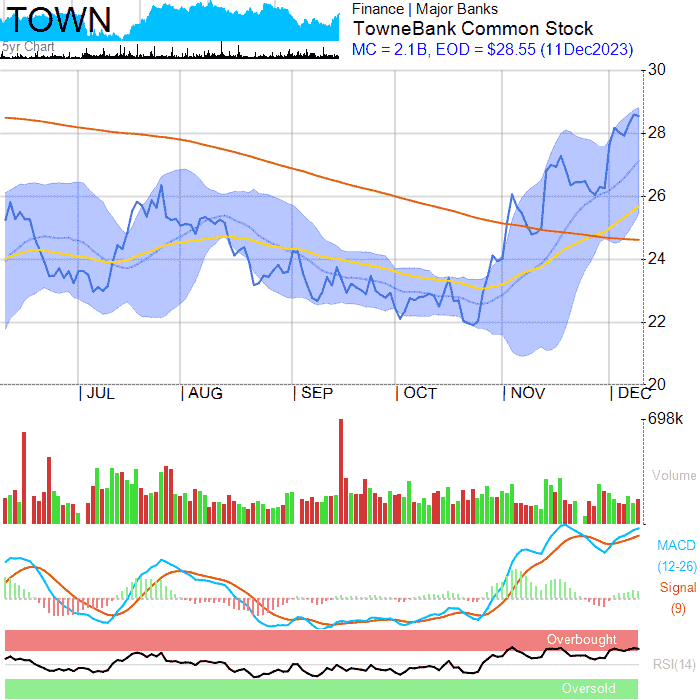 TOWN
5yr Chart
Finance | Major Banks
TowneBank Common Stock
MC = 2.1B, EOD = $28.55 (11Dec2023)
30
28
26
24
22
20
| JUL | AUG | SEP | OCT | NOV | DEC
698k
Volume
MACD
(12-26)
Signal
(9)
Overbought
RSI(14)
Oversold